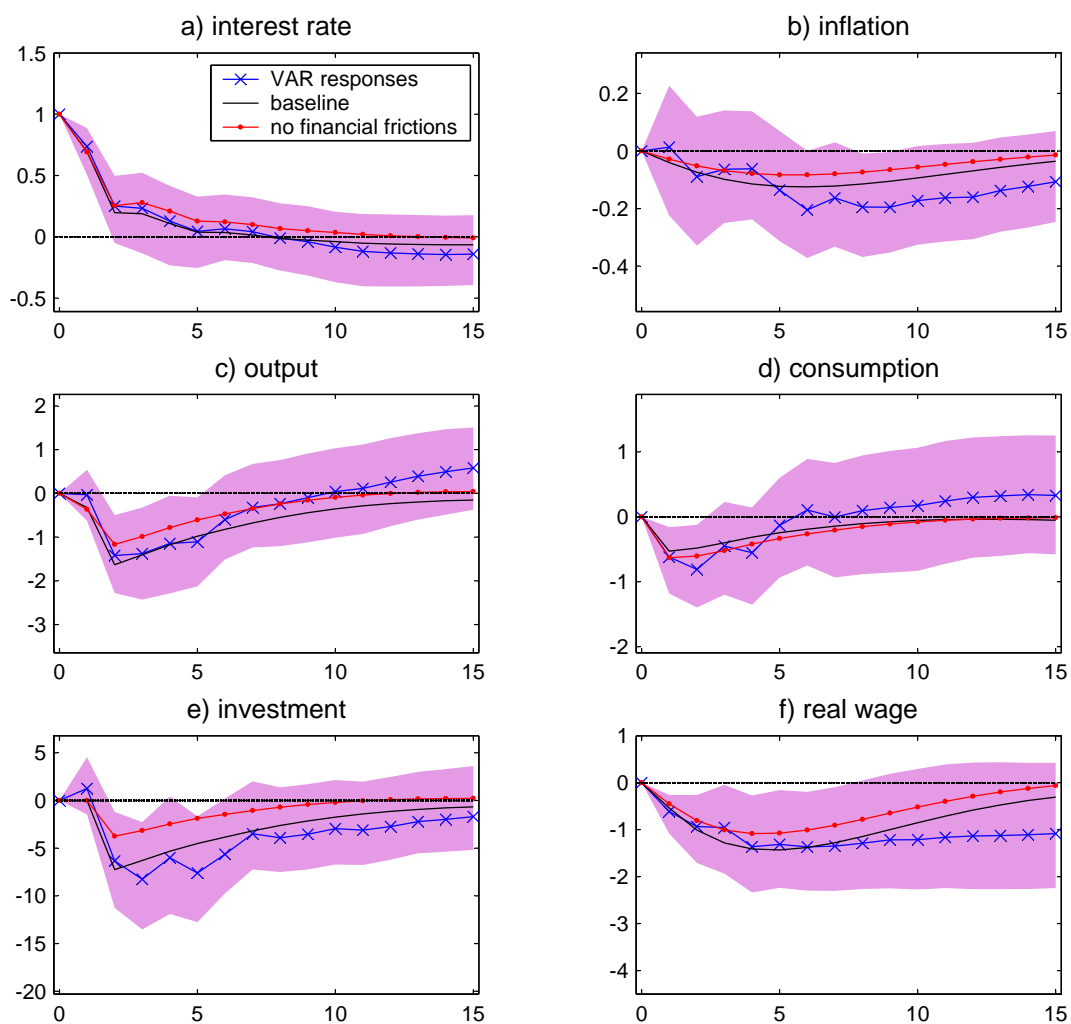 a) interest rate
1.5
1
0.5
0
-0.5
0 5 10 15
VAR responses
baseline
no financial frictions
b) inflation
0.2
0
-0.2
-0.4
0 5 10 15
c) output
2
1
0
-1
-2
-3
0 5 10 15
d) consumption
1
0
-1
-2
0 5 10 15
e) investment
5
0
-5
-10
-15
-20
0 5 10 15
f) real wage
1
0
-1
-2
-3
-4
0 5 10 15